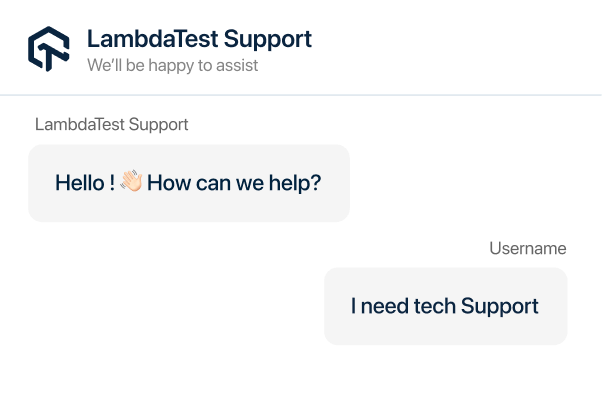 LambdaTest Support
We'll be happy to assist
LambdaTest Support
Hello ! 👋🏻 How can we help?
Username
I need tech Support